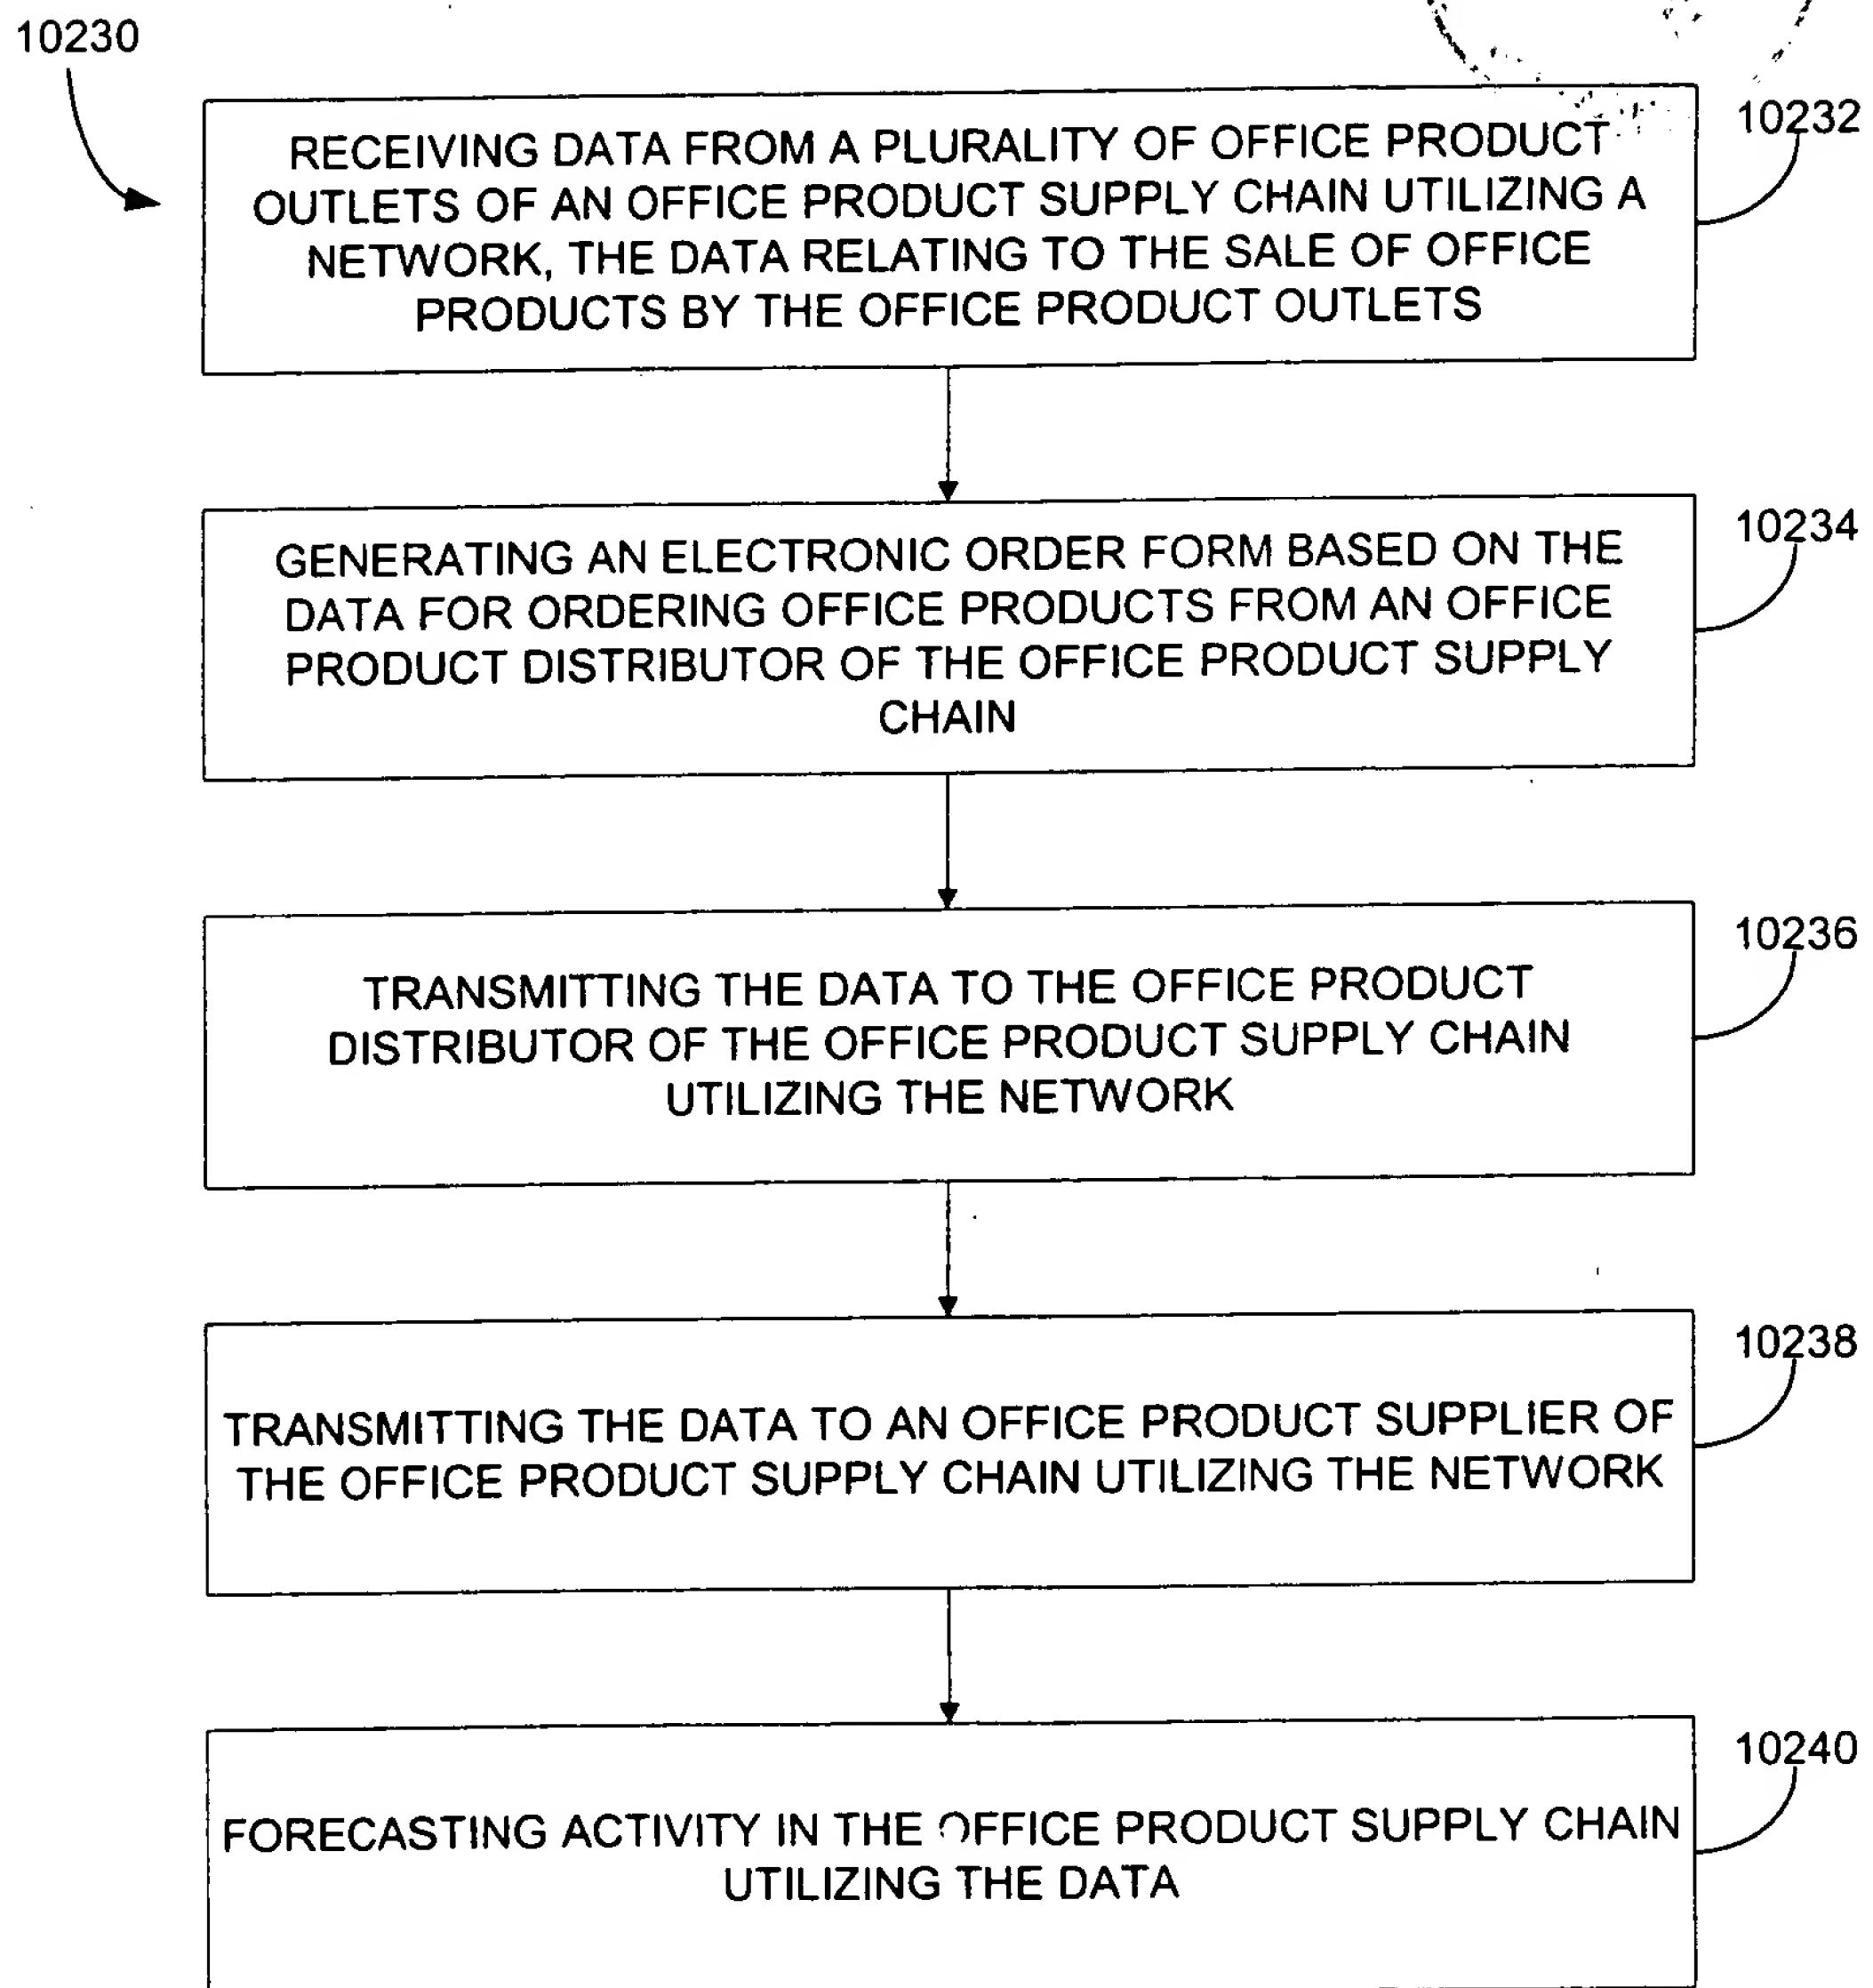 10230
10232
RECEIVING DATA FROM A PLURALITY OF OFFICE PRODUCT
OUTLETS OF AN OFFICE PRODUCT SUPPLY CHAIN UTILIZING A
NETWORK, THE DATA RELATING TO THE SALE OF OFFICE
PRODUCTS BY THE OFFICE PRODUCT OUTLETS
10234
GENERATING AN ELECTRONIC ORDER FORM BASED ON THE
DATA FOR ORDERING OFFICE PRODUCTS FROM AN OFFICE
PRODUCT DISTRIBUTOR OF THE OFFICE PRODUCT SUPPLY
CHAIN
10236
TRANSMITTING THE DATA TO THE OFFICE PRODUCT
DISTRIBUTOR OF THE OFFICE PRODUCT SUPPLY CHAIN
UTILIZING THE NETWORK
10238
TRANSMITTING THE DATA TO AN OFFICE PRODUCT SUPPLIER OF
THE OFFICE PRODUCT SUPPLY CHAIN UTILIZING THE NETWORK
10240
FORECASTING ACTIVITY IN THE OFFICE PRODUCT SUPPLY CHAIN
UTILIZING THE DATA